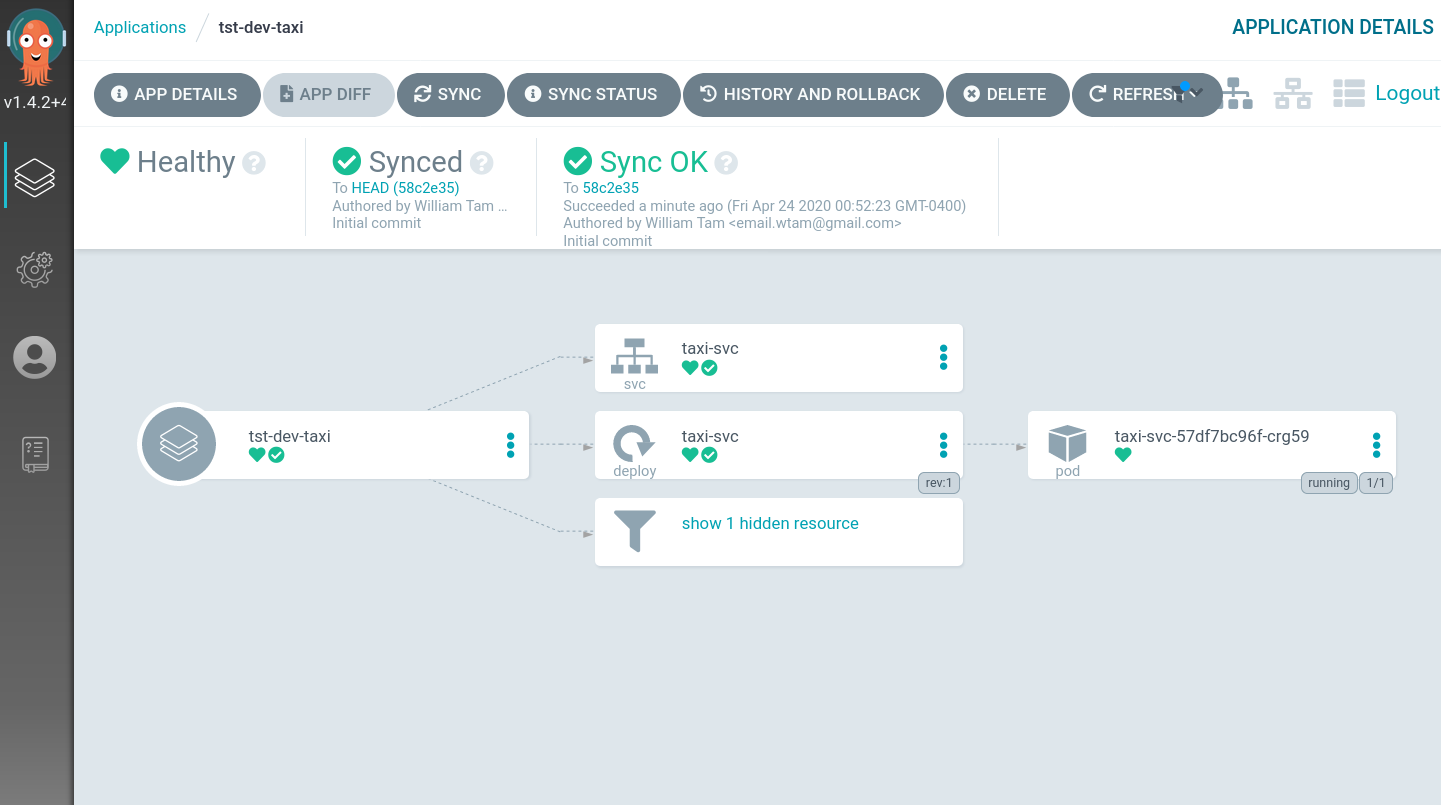 Applications / tst-dev-taxi
APPLICATION DETAILS
v1.4.2+4
APP DETAILS
APP DIFF
SYNC
SYNC STATUS
HISTORY AND ROLLBACK
DELETE
REFRESH
Logout
Healthy
Synced
To HEAD (58c2e35)
Authored by William Tam ...
Initial commit
Sync OK
To 58c2e35
Succeeded a minute ago (Fri Apr 24 2020 00:52:23 GMT-0400)
Authored by William Tam <email.wtam@gmail.com>
Initial commit
taxi-svc
svc
tst-dev-taxi
taxi-svc
deploy
rev:1
taxi-svc-57df7bc96f-crg59
pod
running
1/1
show 1 hidden resource